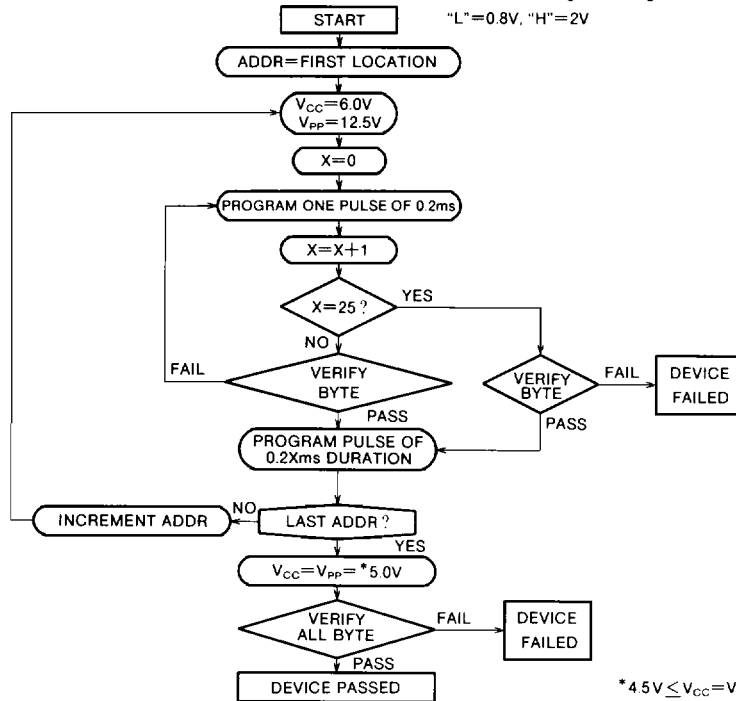 START
"L"=0.8V, "H"=2V
ADDR=FIRST LOCATION
VCC=6.0V
VPP=12.5V
X=0
PROGRAM ONE PULSE OF 0.2ms
X=X+1
X=25?
YES
NO
FAIL
VERIFY
BYTE
PASS
VERIFY
BYTE
FAIL
PASS
DEVICE
FAILED
PROGRAM PULSE OF
0.2Xms DURATION
INCREMENT ADDR
NO
LAST ADDR?
YES
VCC=VPP=*5.0V
VERIFY
ALL BYTE
FAIL
DEVICE
FAILED
PASS
DEVICE PASSED
*4.5V≤VCC=V